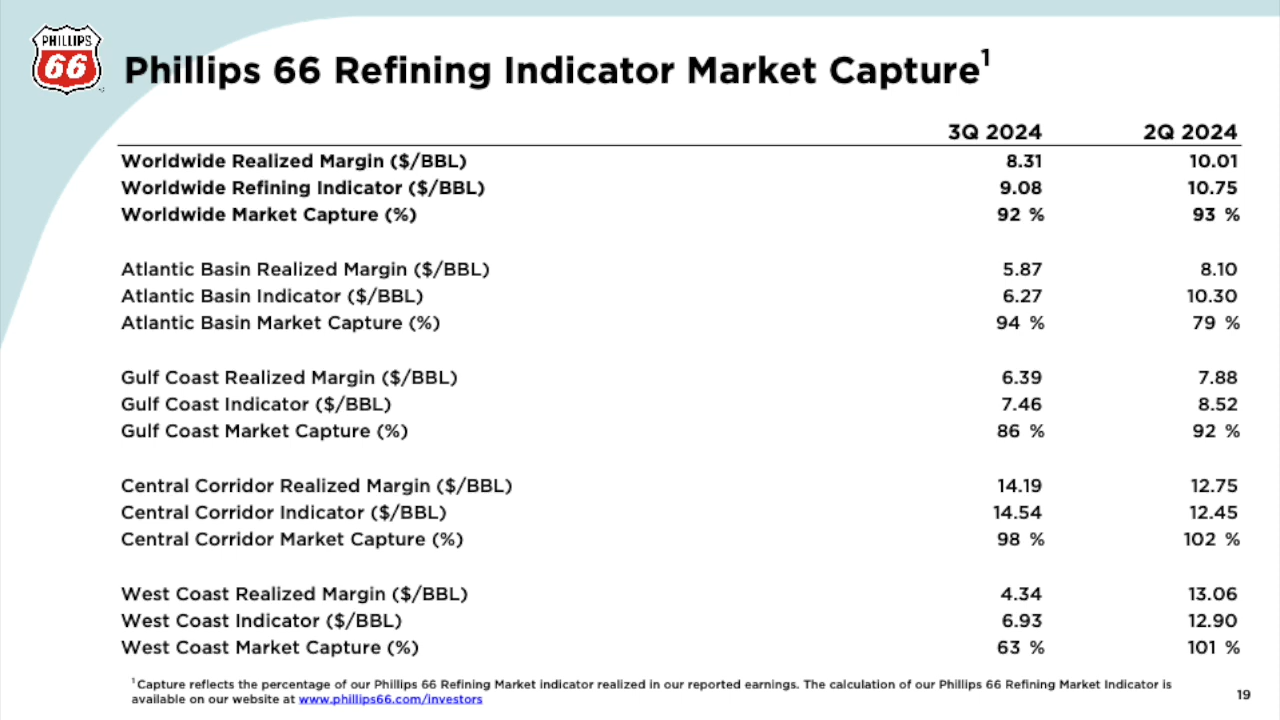 PHILLIPS
66
Phillips 66 Refining Indicator Market Capture¹
3Q 2024 2Q 2024
Worldwide Realized Margin ($/BBL) 8.31 10.01
Worldwide Refining Indicator ($/BBL) 9.08 10.75
Worldwide Market Capture (%) 92 % 93 %
Atlantic Basin Realized Margin ($/BBL) 5.87 8.10
Atlantic Basin Indicator ($/BBL) 6.27 10.30
Atlantic Basin Market Capture (%) 94 % 79 %
Gulf Coast Realized Margin ($/BBL) 6.39 7.88
Gulf Coast Indicator ($/BBL) 7.46 8.52
Gulf Coast Market Capture (%) 86 % 92 %
Central Corridor Realized Margin ($/BBL) 14.19 12.75
Central Corridor Indicator ($/BBL) 14.54 12.45
Central Corridor Market Capture (%) 98 % 102 %
West Coast Realized Margin ($/BBL) 4.34 13.06
West Coast Indicator ($/BBL) 6.93 12.90
West Coast Market Capture (%) 63 % 101 %
¹ Capture reflects the percentage of our Phillips 66 Refining Market indicator realized in our reported earnings. The calculation of our Phillips 66 Refining Market Indicator is
available on our website at www.phillips66.com/investors
19